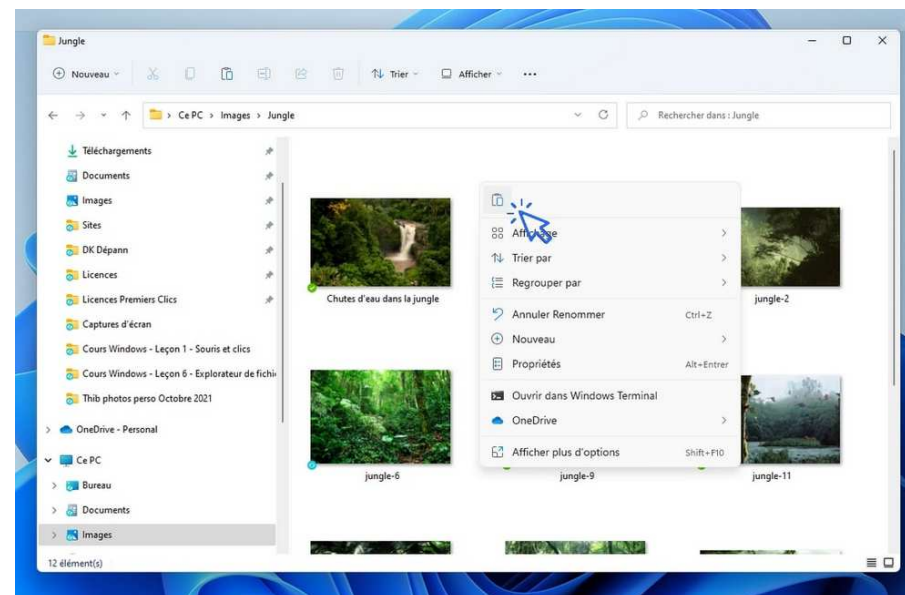 Jungle
Nouveau
Trier
Afficher
Ce PC > Images > Jungle
Rechercher dans : Jungle
Téléchargements
Documents
Images
Sites
DK Dépann
Licences
Licences Premiers Clics
Captures d'écran
Cours Windows - Leçon 1 - Souris et clics
Cours Windows - Leçon 6 - Explorateur de fichi
Thib photos perso Octobre 2021
OneDrive - Personal
Ce PC
Bureau
Documents
Images
Chutes d'eau dans la jungle
jungle-2
jungle-6
jungle-9
jungle-11
Affichage
Trier par
Regrouper par
Annuler Renommer Ctrl+Z
Nouveau
Propriétés Alt+Entrer
Ouvrir dans Windows Terminal
OneDrive
Afficher plus d'options Shift+F10
12 élément(s)